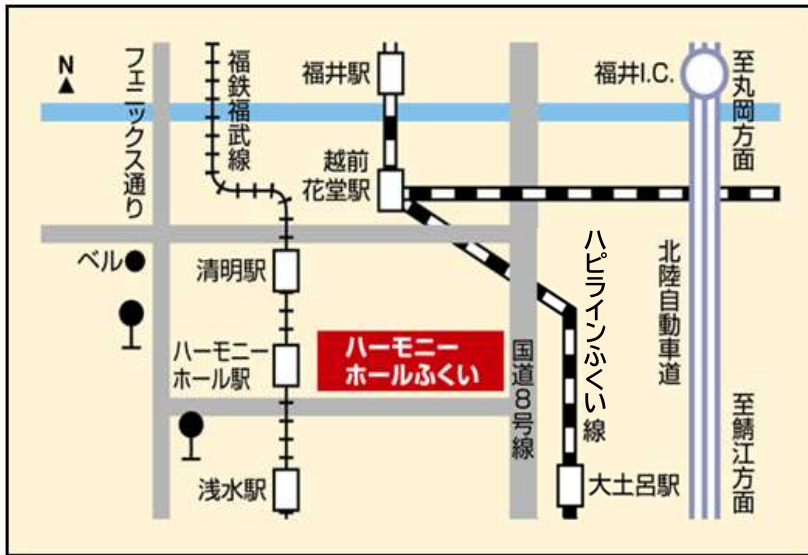 N
フェニックス通り
福鉄福武線
福井駅
福井I.C.
至丸岡方面
越前
花堂駅
ベル
清明駅
ハーモニー
ホール駅
ハーモニー
ホールふくい
国道8号線
ハピラインふくい線
北陸自動車道
浅水駅
大土呂駅
至鯖江方面